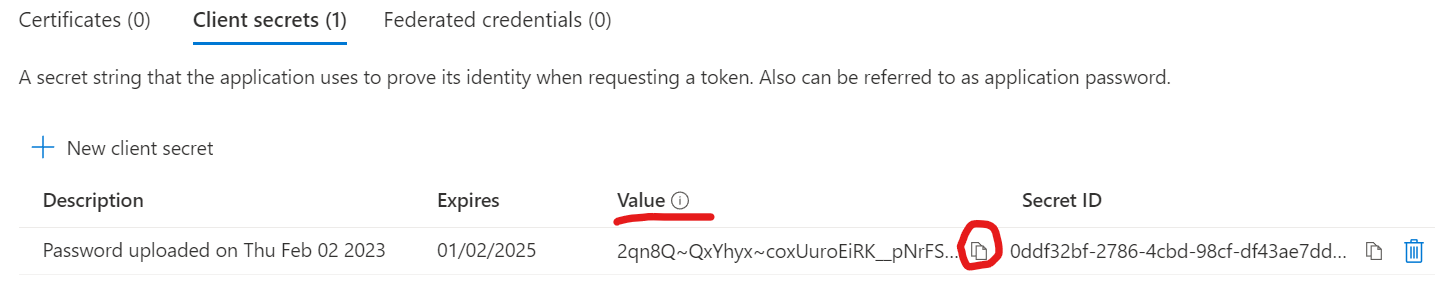 Certificates (0) Client secrets (1) Federated credentials (0)
A secret string that the application uses to prove its identity when requesting a token. Also can be referred to as application password.
New client secret
Description Expires Value Secret ID
Password uploaded on Thu Feb 02 2023 01/02/2025 2qn8Q~QxYhyx~coxUuroEiRK__pNrFS... 0ddf32bf-2786-4cbd-98cf-df43ae7dd...